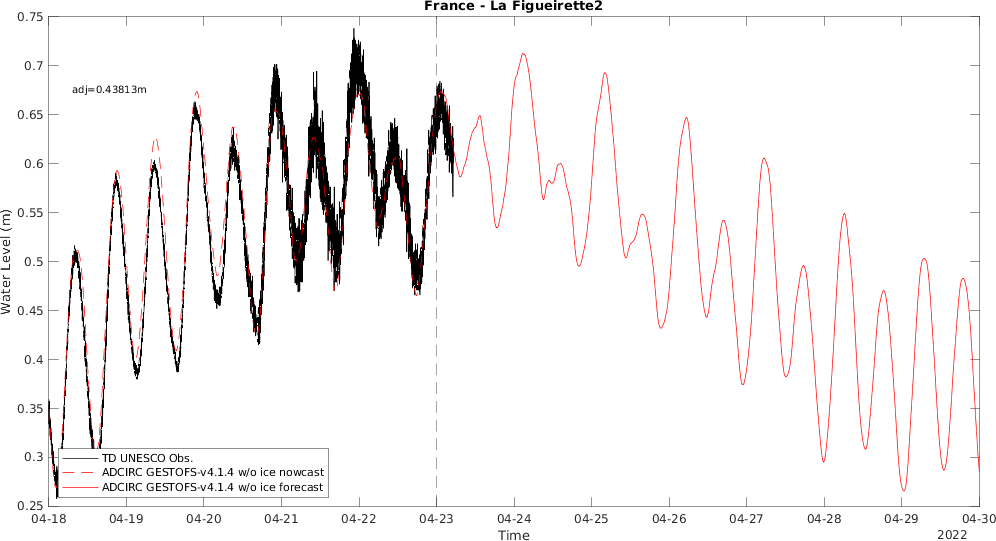 France - La Figueirette2
0.75
0.7
0.65
0.6
0.55
0.5
0.45
0.4
0.35
0.3
0.25
Water Level (m)
adj=0.43813m
TD UNESCO Obs.
ADCIRC GESTOFS-v4.1.4 w/o ice nowcast
ADCIRC GESTOFS-v4.1.4 w/o ice forecast
04-18 04-19 04-20 04-21 04-22 04-23 04-24 04-25 04-26 04-27 04-28 04-29 04-30
Time
2022